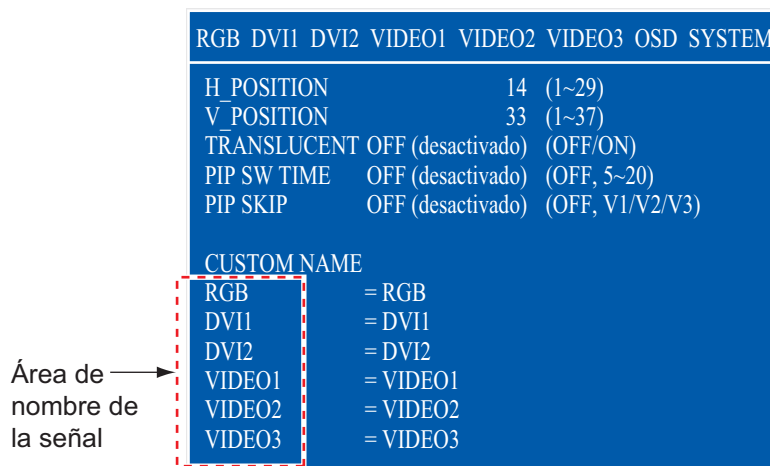 RGB DVI1 DVI2 VIDEO1 VIDEO2 VIDEO3 OSD SYSTEM
H_POSITION 14 (1~29)
V_POSITION 33 (1~37)
TRANSLUCENT OFF (desactivado) (OFF/ON)
PIP SW TIME OFF (desactivado) (OFF, 5~20)
PIP SKIP OFF (desactivado) (OFF, V1/V2/V3)
CUSTOM NAME
RGB = RGB
DVI1 = DVI1
DVI2 = DVI2
VIDEO1 = VIDEO1
VIDEO2 = VIDEO2
VIDEO3 = VIDEO3
Área de
nombre de
la señal